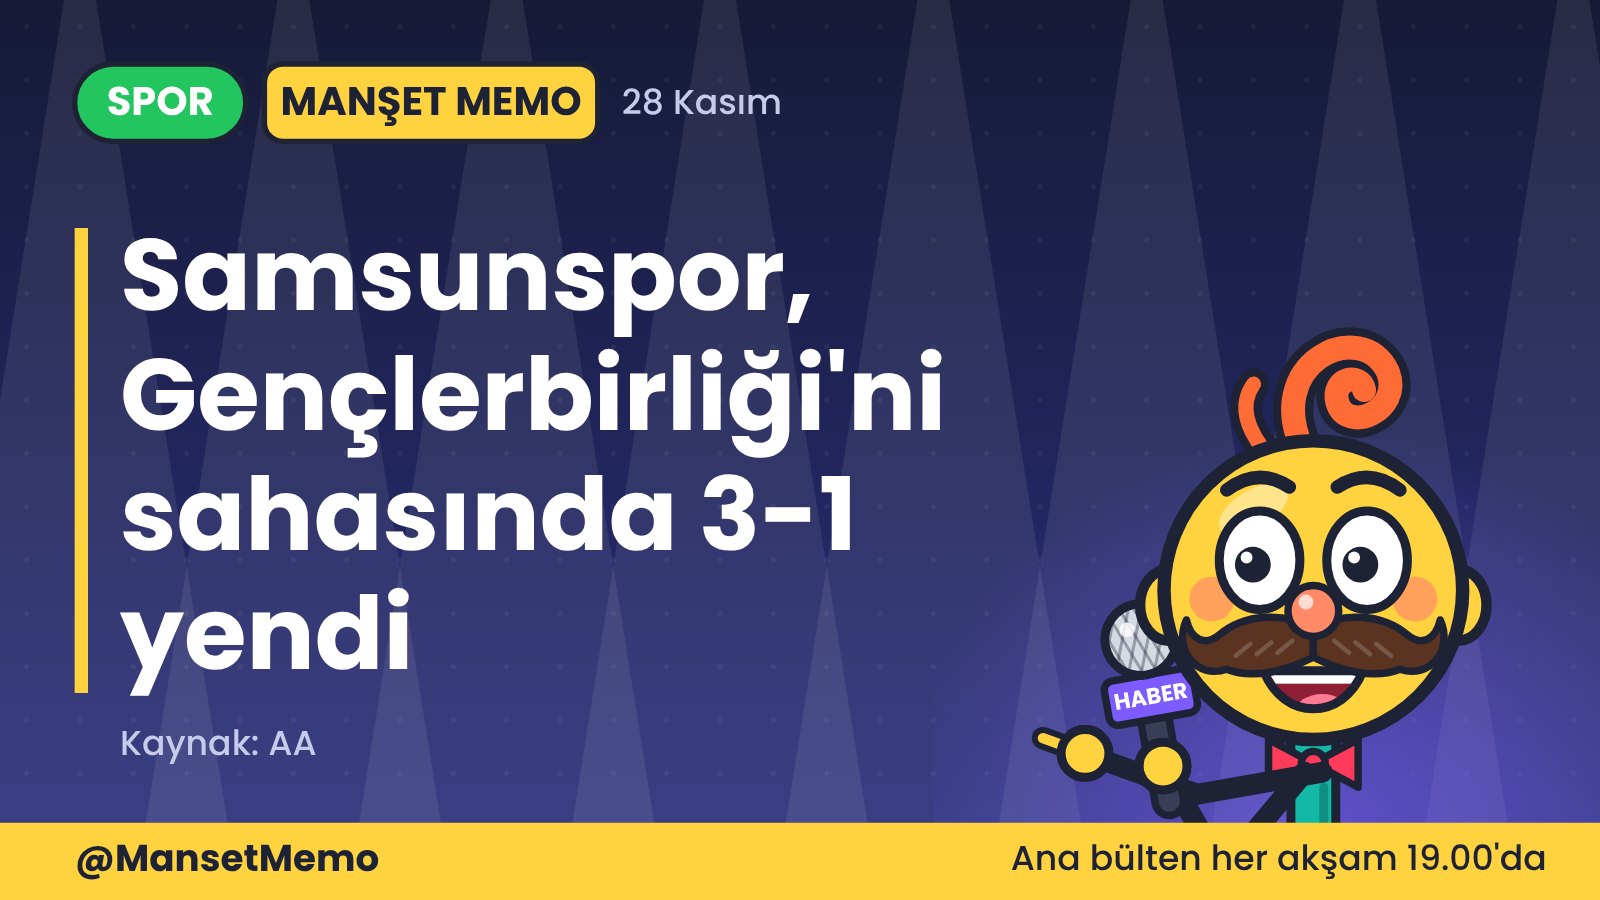 SPOR
MANŞET MEMO
28 Kasım
Samsunspor,
Gençlerbirliği'ni
sahasında 3-1
yendi
Kaynak: AA
HABER
@MansetMemo
Ana bülten her akşam 19.00'da